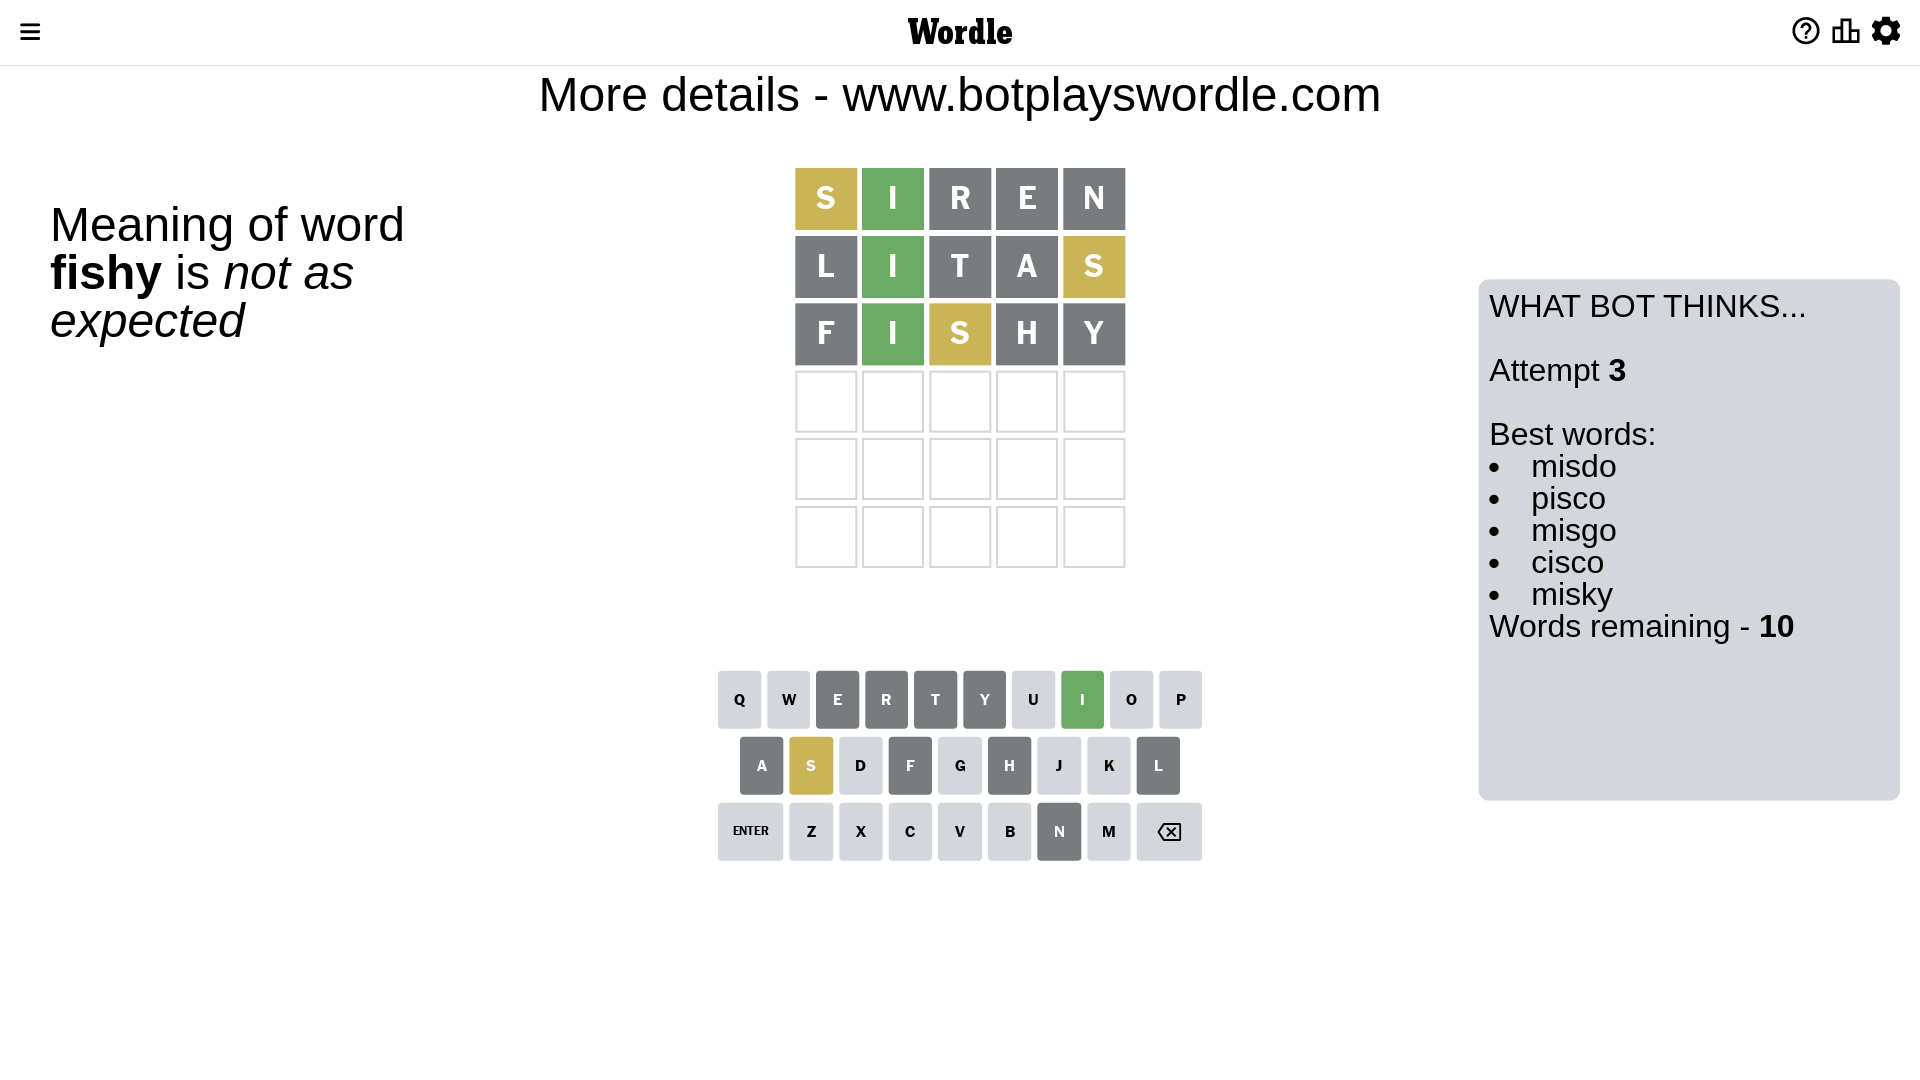 Wordle
More details - www.botplayswordle.com
Meaning of word
fishy is not as
expected
S I R E N
L I T A S
F I S H Y
WHAT BOT THINKS...
Attempt 3
Best words:
• misdo
• pisco
• misgo
• cisco
• misky
Words remaining - 10
Q W E R T Y U I O P
A S D F G H J K L
ENTER Z X C V B N M